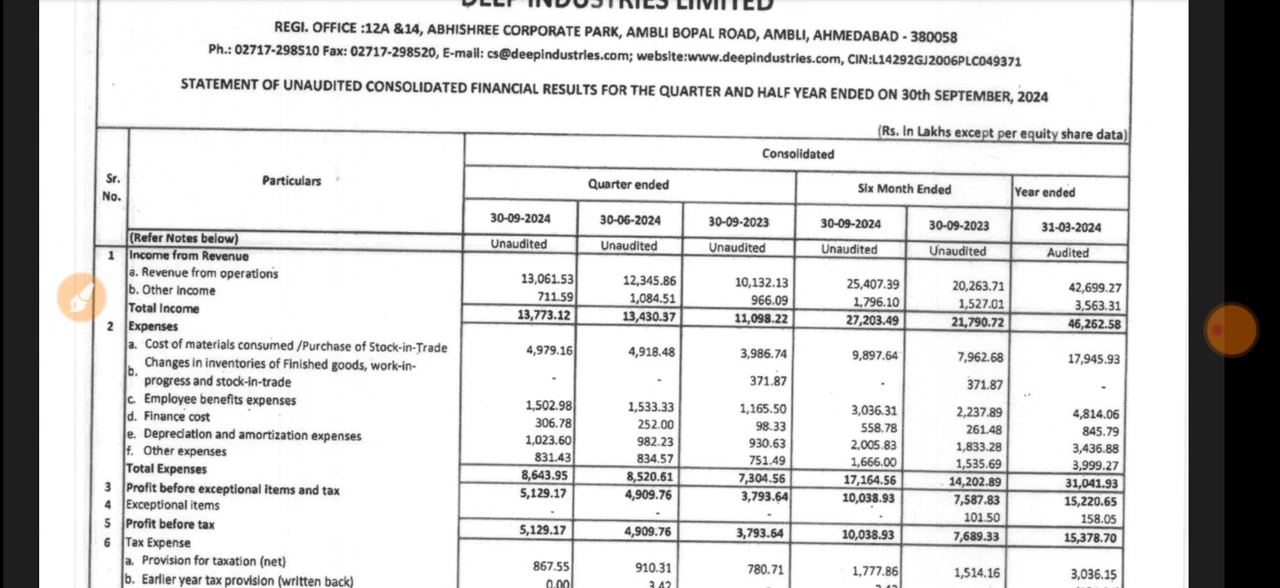 DEEP INDUSTRIES LIMITED
REGI. OFFICE :12A &14, ABHISHREE CORPORATE PARK, AMBLI BOPAL ROAD, AMBLI, AHMEDABAD - 380058
Ph.: 02717-298510 Fax: 02717-298520, E-mail: cs@deepindustries.com; website:www.deepindustries.com, CIN:L14292GJ2006PLC049371
STATEMENT OF UNAUDITED CONSOLIDATED FINANCIAL RESULTS FOR THE QUARTER AND HALF YEAR ENDED ON 30th SEPTEMBER, 2024
(Rs. In Lakhs except per equity share data)
Consolidated
Sr. No. Particulars Quarter ended Six Month Ended Year ended
30-09-2024 30-06-2024 30-09-2023 30-09-2024 30-09-2023 31-03-2024
(Refer Notes below) Unaudited Unaudited Unaudited Unaudited Unaudited Audited
1 Income from Revenue
a. Revenue from operations 13,061.53 12,345.86 10,132.13 25,407.39 20,263.71 42,699.27
b. Other Income 711.59 1,084.51 966.09 1,796.10 1,527.01 3,563.31
Total Income 13,773.12 13,430.37 11,098.22 27,203.49 21,790.72 46,262.58
2 Expenses
a. Cost of materials consumed /Purchase of Stock-in-Trade 4,979.16 4,918.48 3,986.74 9,897.64 7,962.68 17,945.93
b. Changes in inventories of Finished goods, work-in-
progress and stock-in-trade - - 371.87 - 371.87 -
c. Employee benefits expenses 1,502.98 1,533.33 1,165.50 3,036.31 2,237.89 4,814.06
d. Finance cost 306.78 252.00 98.33 558.78 261.48 845.79
e. Depreciation and amortization expenses 1,023.60 982.23 930.63 2,005.83 1,833.28 3,436.88
f. Other expenses 831.43 834.57 751.49 1,666.00 1,535.69 3,999.27
Total Expenses 8,643.95 8,520.61 7,304.56 17,164.56 14,202.89 31,041.93
3 Profit before exceptional items and tax 5,129.17 4,909.76 3,793.64 10,038.93 7,587.83 15,220.65
4 Exceptional items - - - - 101.50 158.05
5 Profit before tax 5,129.17 4,909.76 3,793.64 10,038.93 7,689.33 15,378.70
6 Tax Expense
a. Provision for taxation (net) 867.55 910.31 780.71 1,777.86 1,514.16 3,036.15
b. Earlier year tax provision (written back) 0.00 3.42